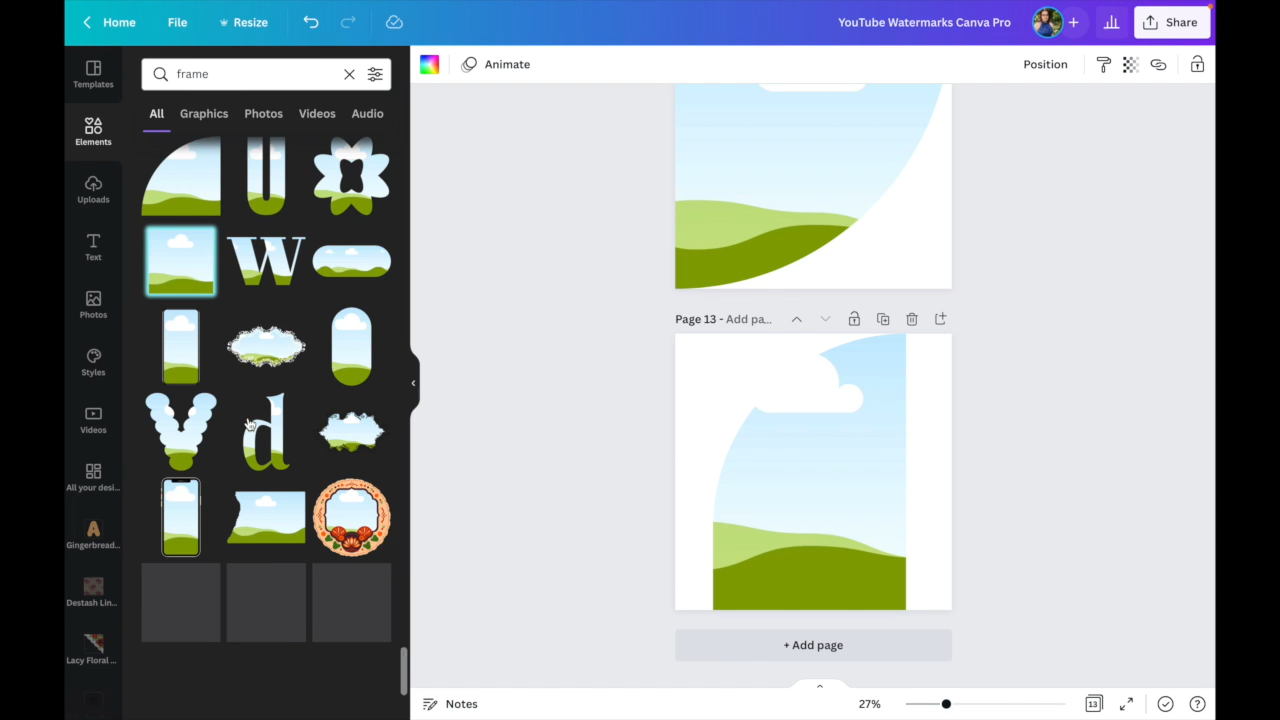 Home File Resize YouTube Watermarks Canva Pro Share
Templates
Elements
Uploads
Text
Photos
Styles
Videos
All your desi...
Gingerbread...
Destash Lin...
Lacy Floral ...
frame
All Graphics Photos Videos Audio
U
W
V d
Animate Position
Page 13 - Add pa...
+ Add page
Notes 27% 13